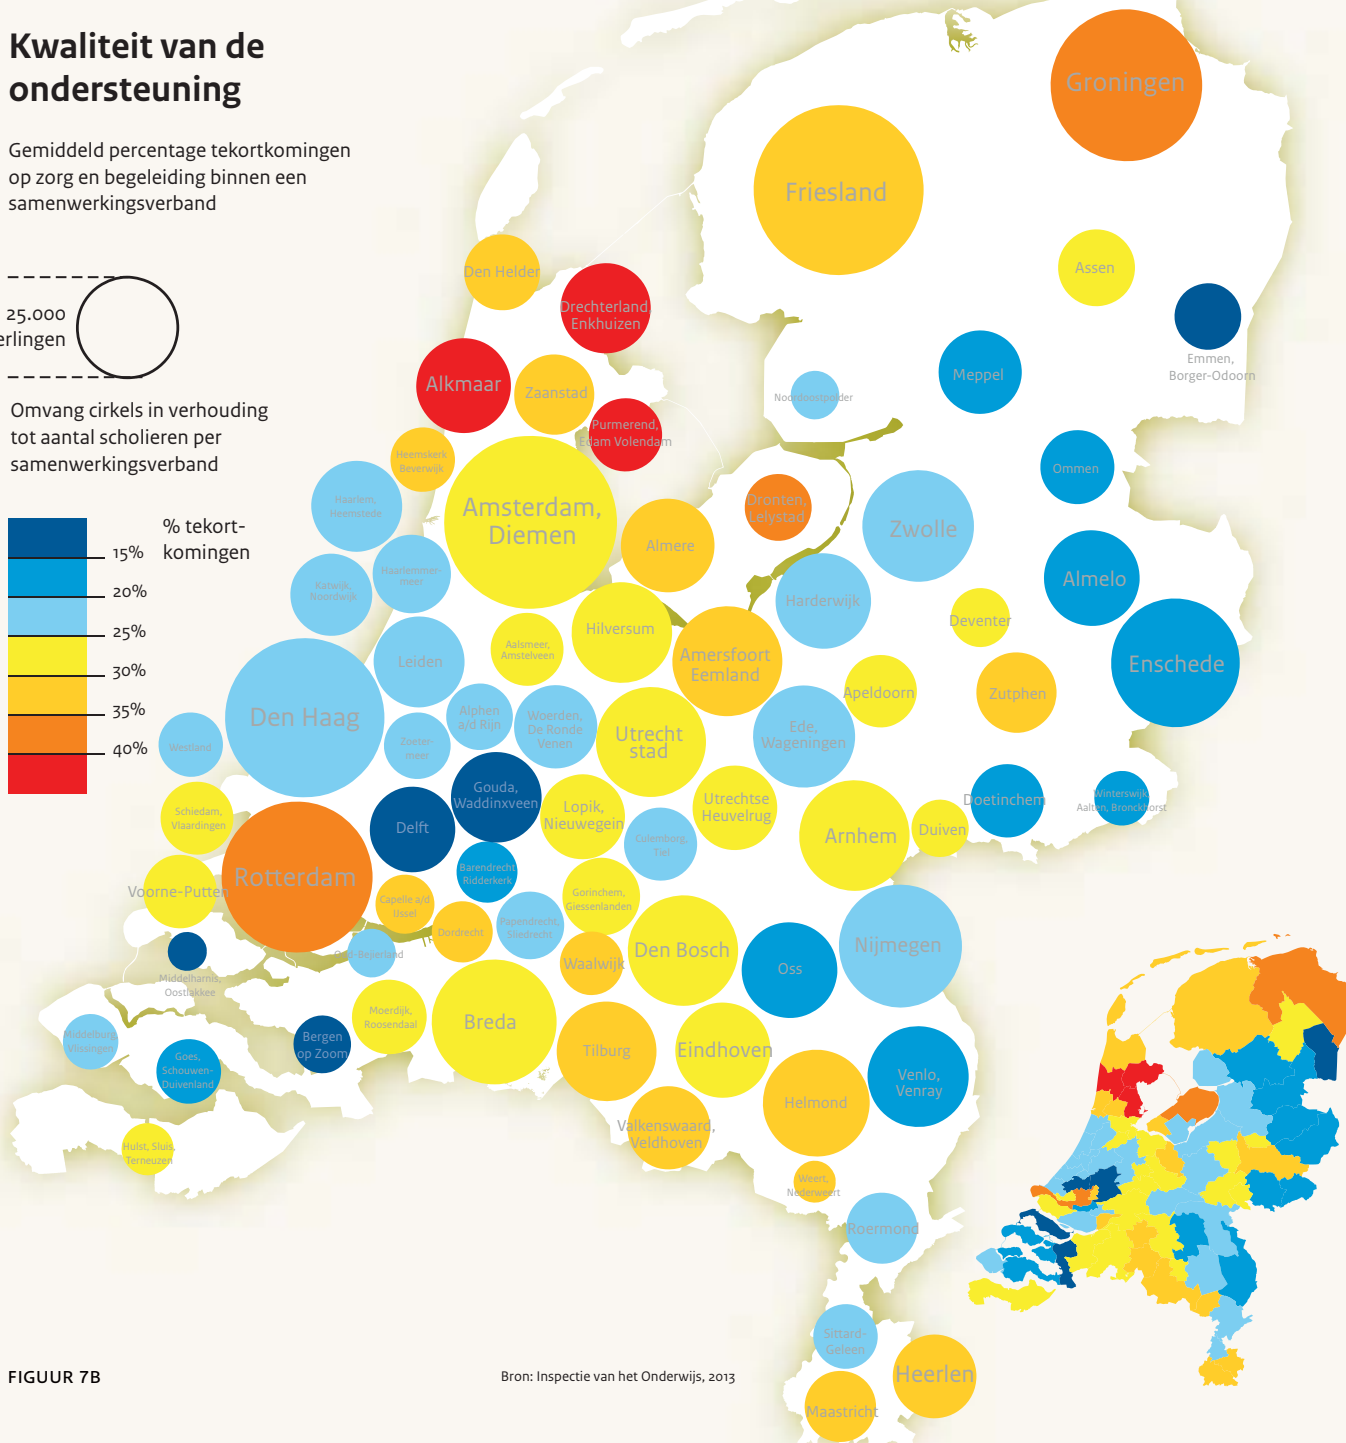 Kwaliteit van de
ondersteuning
Gemiddeld percentage tekortkomingen
op zorg en begeleiding binnen een
samenwerkingsverband
25.000
erlingen
Omvang cirkels in verhouding
tot aantal scholieren per
samenwerkingsverband
% tekort-
komingen
15%
20%
25%
30%
35%
40%
Groningen
Friesland
Assen
Den Helder
Drechterland,
Enkhuizen
Emmen,
Borger-Odoorn
Alkmaar
Zaanstad
Meppel
Noordoostpolder
Purmerend,
Edam Volendam
Heemskerk
Beverwijk
Ommen
Haarlem,
Heemstede
Amsterdam,
Diemen
Dronten,
Lelystad
Zwolle
Almere
Almelo
Haarlemmer-
meer
Katwijk,
Noordwijk
Harderwijk
Deventer
Hilversum
Aalsmeer,
Amstelveen
Leiden
Amersfoort
Eemland
Enschede
Apeldoorn
Zutphen
Den Haag
Alphen
a/d Rijn
Woerden,
De Ronde
Venen
Utrecht
stad
Ede,
Wageningen
Westland
Zoeter-
meer
Gouda,
Waddinxveen
Utrechtse
Heuvelrug
Doetinchem
Winterswijk,
Aalten, Bronckhorst
Schiedam,
Vlaardingen
Delft
Lopik,
Nieuwegein
Culemborg,
Tiel
Arnhem
Duiven
Barendrecht
Ridderkerk
Rotterdam
Voorne-Putten
Capelle a/d
IJssel
Gorinchem,
Giessenlanden
Dordrecht
Papendrecht,
Sliedrecht
Oud-Beijerland
Waalwijk
Den Bosch
Oss
Nijmegen
Middelharnis,
Oostlakkee
Moerdijk,
Roosendaal
Breda
Middelburg,
Vlissingen
Bergen
op Zoom
Goes,
Schouwen-
Duivenland
Tilburg
Eindhoven
Helmond
Venlo,
Venray
Hulst, Sluis,
Terneuzen
Valkenswaard,
Veldhoven
Weert,
Nederweert
Roermond
Sittard-
Geleen
Heerlen
Maastricht
FIGUUR 7B
Bron: Inspectie van het Onderwijs, 2013